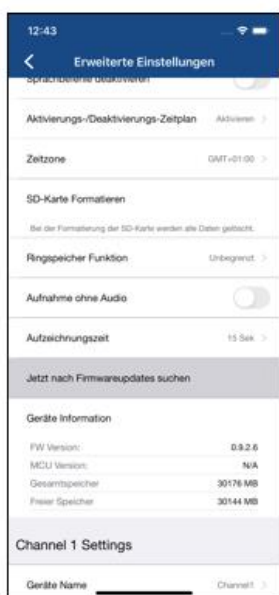 12:43
Erweiterte Einstellungen
Sprachbefehle deaktivieren
Aktivierungs-/Deaktivierungs-Zeitplan Aktivieren
Zeitzone GMT+01:00
SD-Karte Formatieren
Bei der Formatierung der SD-Karte werden alle Daten gelöscht.
Ringspeicher Funktion Unbegrenzt
Aufnahme ohne Audio
Aufzeichnungszeit 15 Sek
Jetzt nach Firmwareupdates suchen
Geräte Information
FW Version: 0.9.2.6
MCU Version: N/A
Gesamtspeicher 30176 MB
Freier Speicher 30144 MB
Channel 1 Settings
Geräte Name Channel1